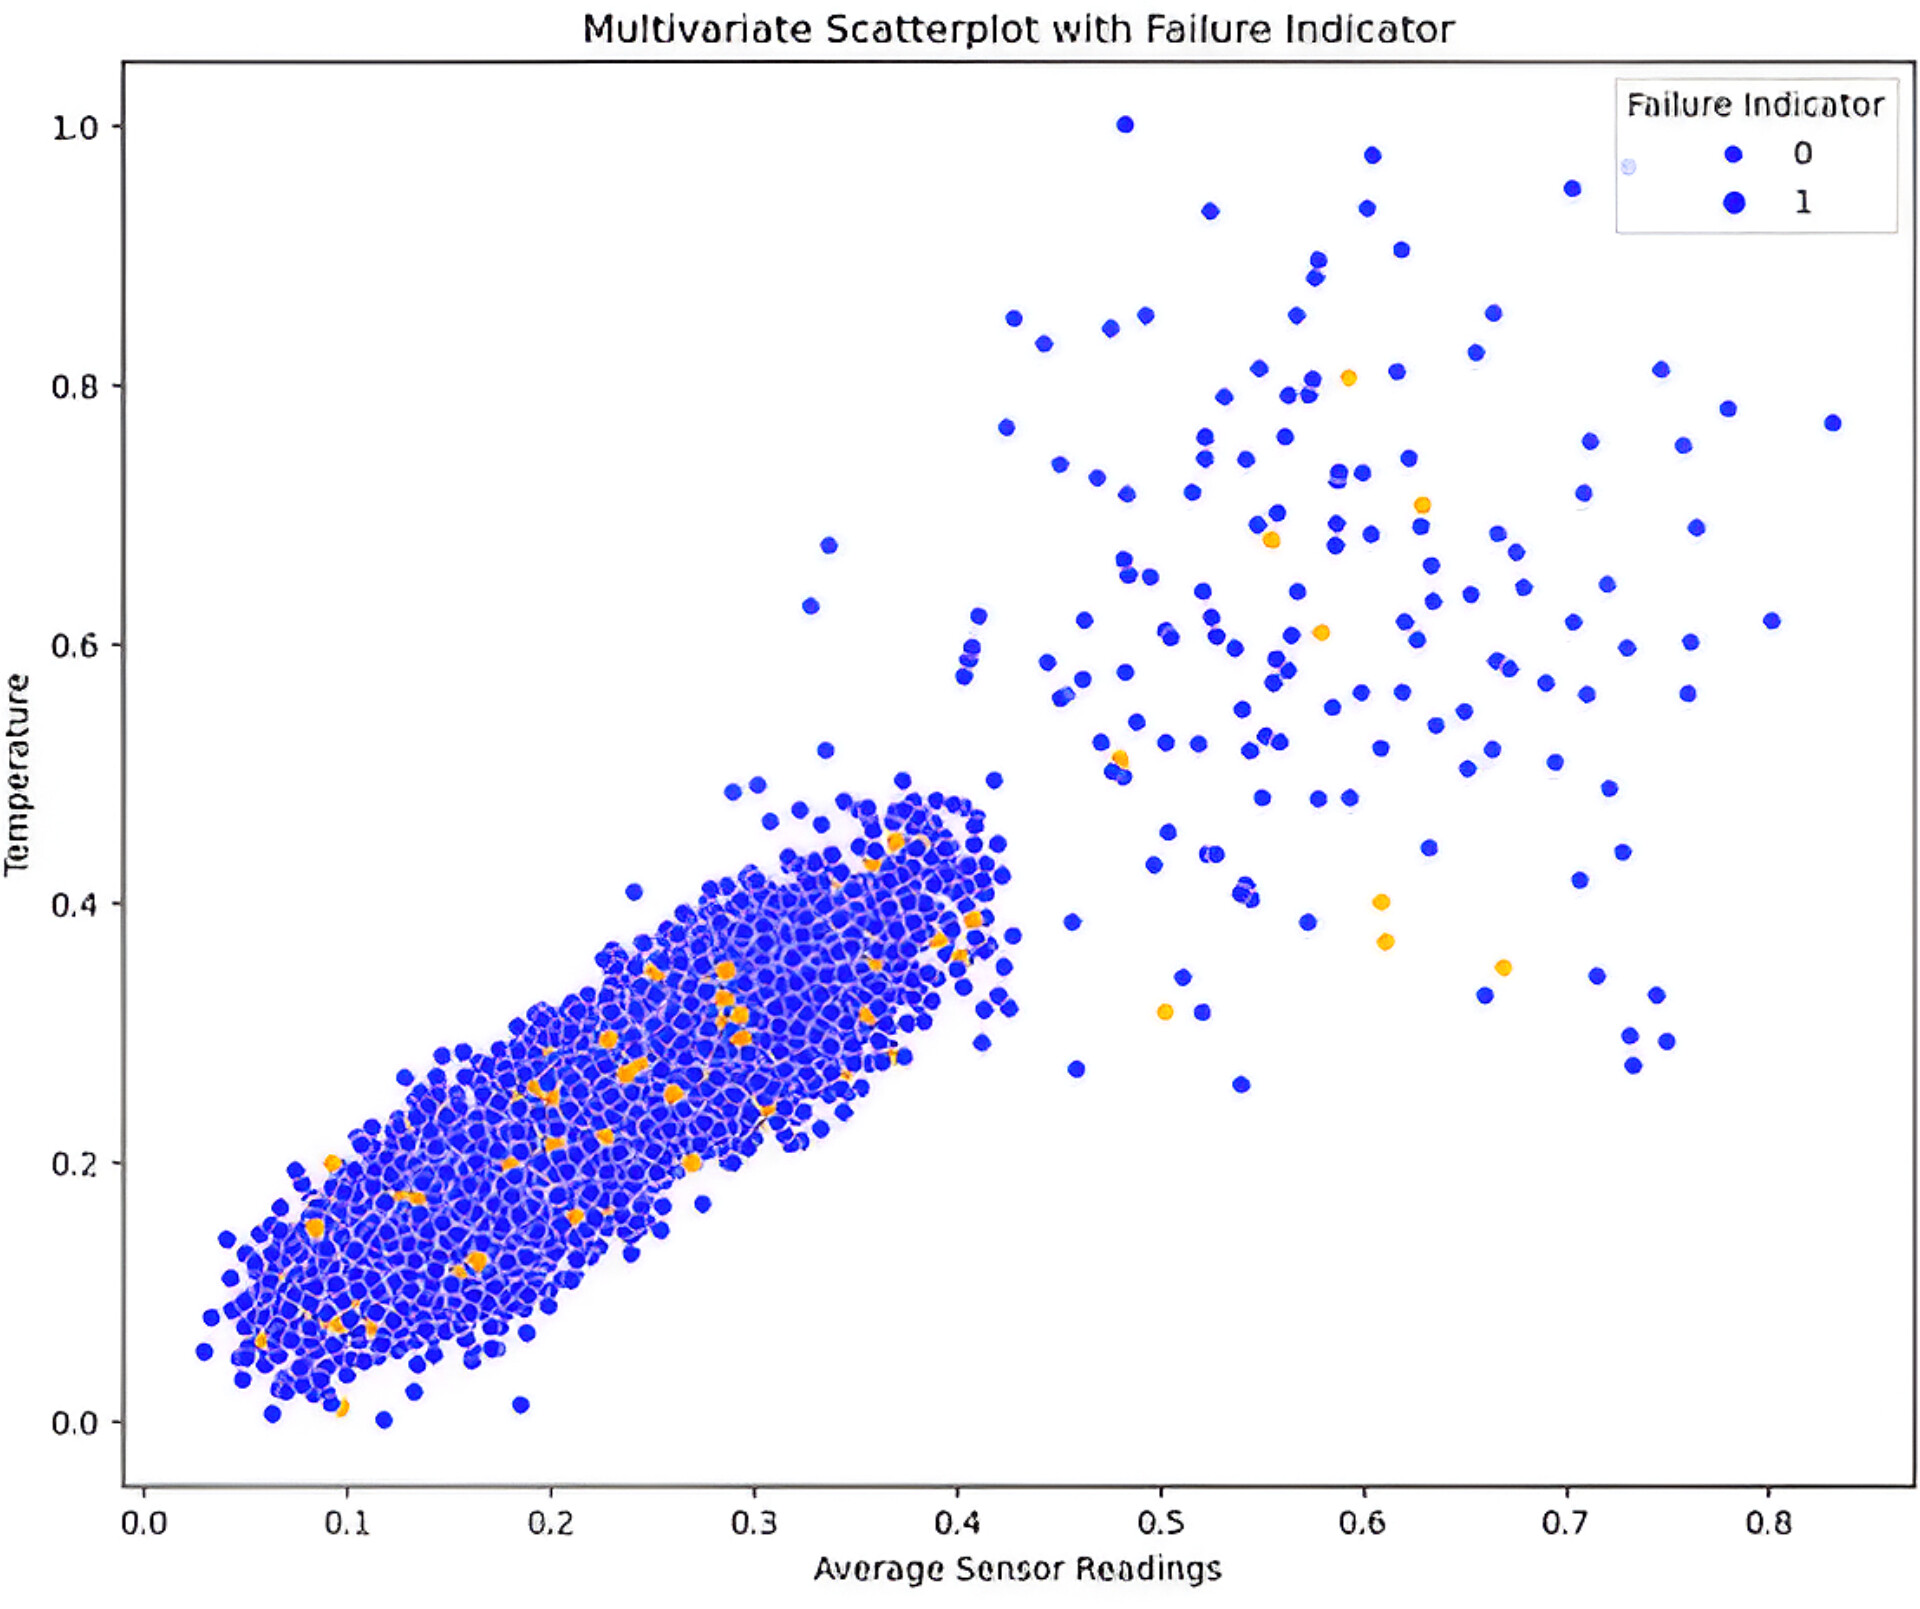 Multivariate Scatterplot with Failure Indicator
Failure Indicator
0
1
1.0
0.8
0.6
0.4
0.2
0.0
Temperature
0.0 0.1 0.2 0.3 0.4 0.5 0.6 0.7 0.8
Average Sensor Readings